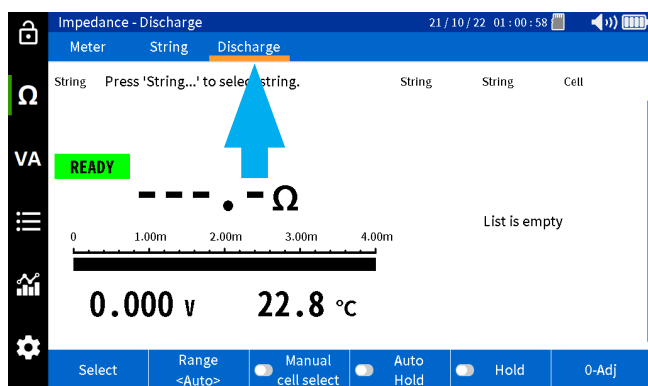 Impedance - Discharge 21 / 10 / 22 01 : 00 : 58
Meter String Discharge
String Press 'String...' to select string. String String Cell
Ω
VA
READY
---.-Ω
List is empty
0 1.00m 2.00m 3.00m 4.00m
0.000 V 22.8 °C
Select Range <Auto> Manual cell select Auto Hold Hold 0-Adj